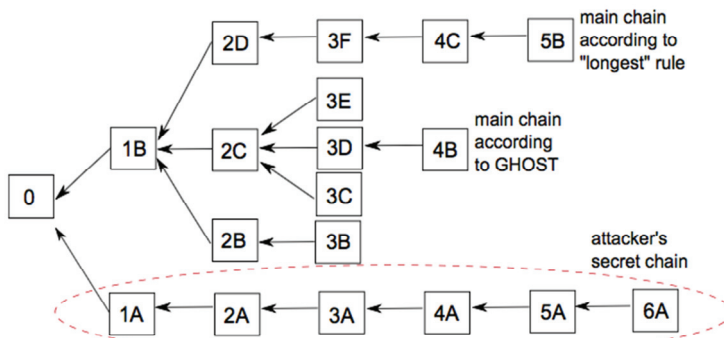 2D
3F
4C
5B
main chain
according to
"longest" rule
3E
1B
2C
3D
4B
main chain
according
to GHOST
0
3C
2B
3B
attacker's
secret chain
1A
2A
3A
4A
5A
6A